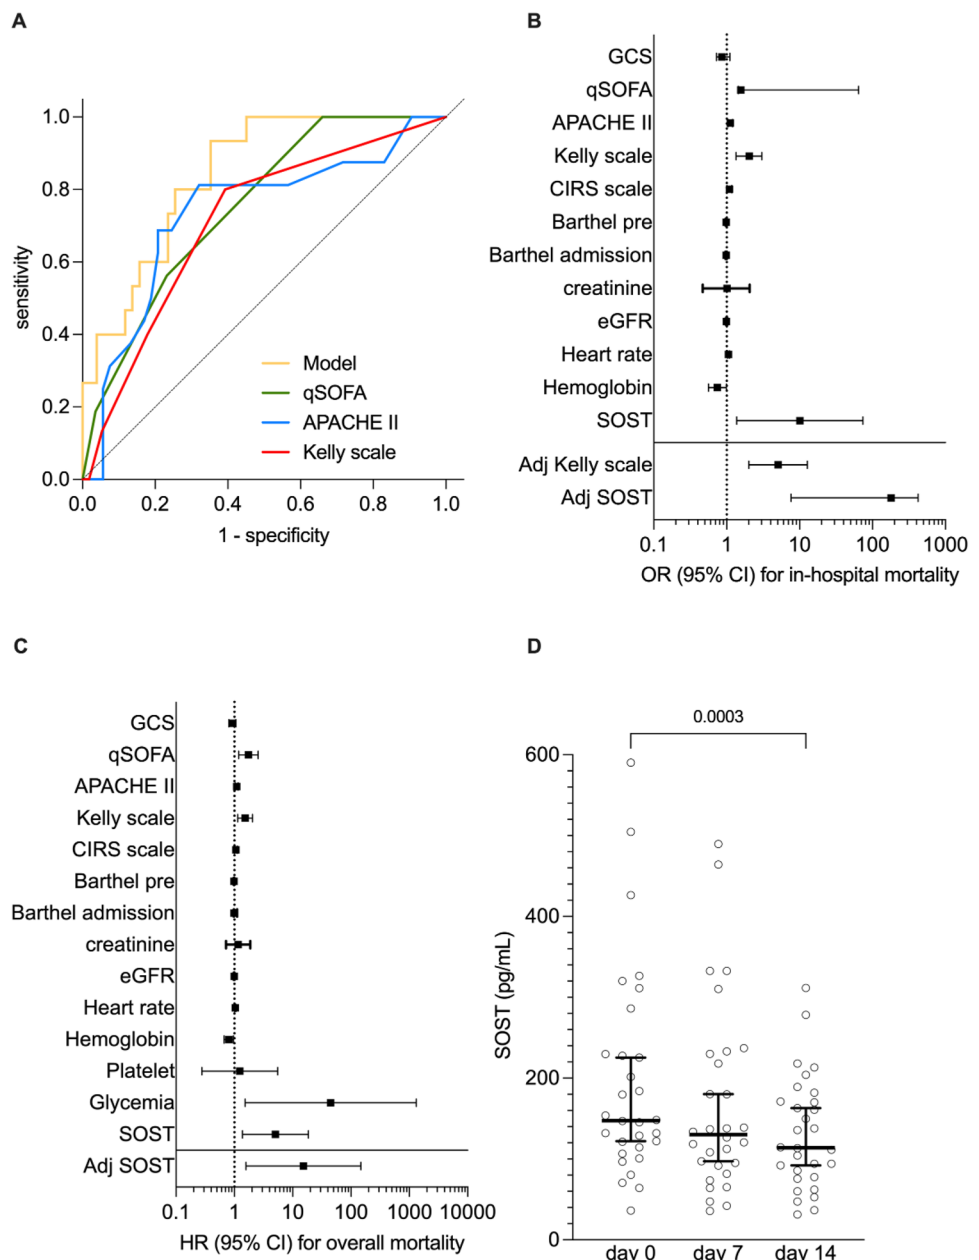 A
1.0
0.8
0.6
0.4
0.2
0.0
sensitivity
0.0 0.2 0.4 0.6 0.8 1.0
1 - specificity
Model
qSOFA
APACHE II
Kelly scale
B
GCS
qSOFA
APACHE II
Kelly scale
CIRS scale
Barthel pre
Barthel admission
creatinine
eGFR
Heart rate
Hemoglobin
SOST
Adj Kelly scale
Adj SOST
0.1 1 10 100 1000
OR (95% CI) for in-hospital mortality
C
GCS
qSOFA
APACHE II
Kelly scale
CIRS scale
Barthel pre
Barthel admission
creatinine
eGFR
Heart rate
Hemoglobin
Platelet
Glycemia
SOST
Adj SOST
0.1 1 10 100 1000 10000
HR (95% CI) for overall mortality
D
0.0003
600
400
200
0
SOST (pg/mL)
day 0 day 7 day 14